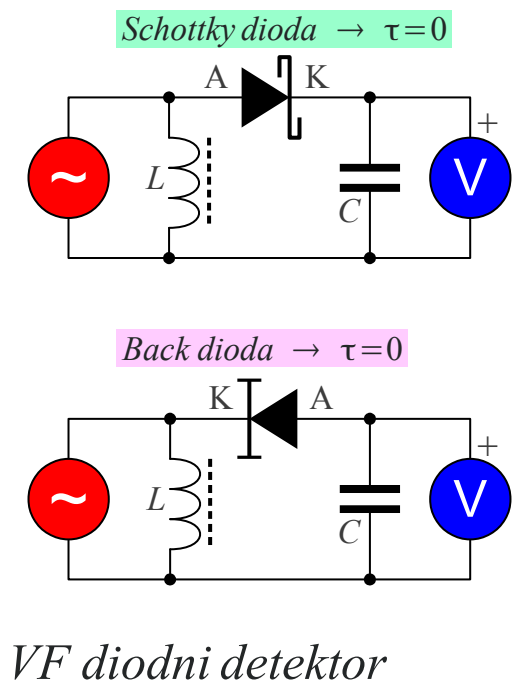 Schottky dioda → τ=0
A K
~ L C + V
Back dioda → τ=0
K A
~ L C + V
VF diodni detektor